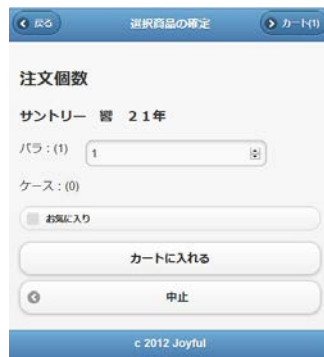 戻る
選択商品の確定
カート(1)
注文個数
サントリー　響　２１年
バラ : (1)
1
ケース : (0)
お気に入り
カートに入れる
中止
c 2012 Joyful